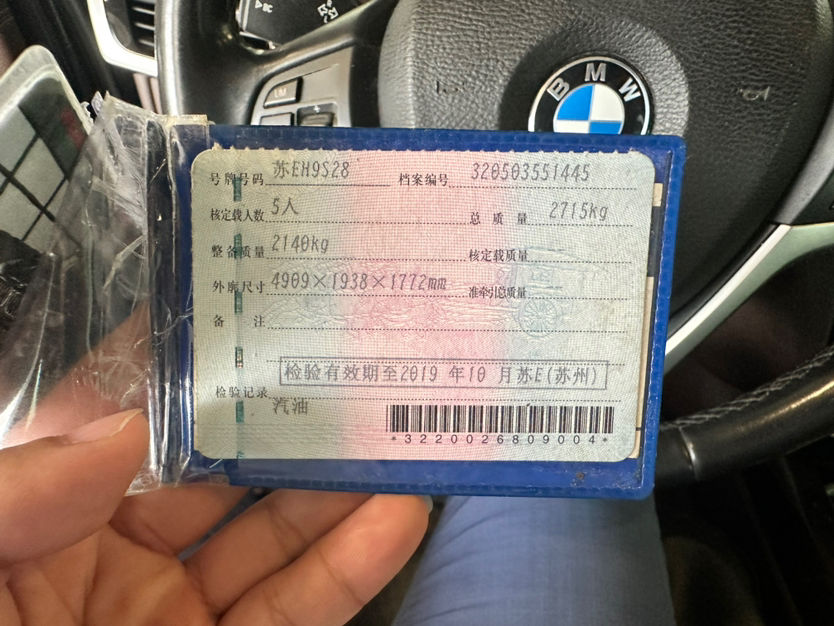 BMW
号牌号码 苏EH9S28 档案编号 320503551445
核定载人数 5人 总 质 量 2715kg
整备质量 2140kg 核定载质量 --
外廓尺寸 4909×1938×1772mm 准牵引总质量 --
备 注
检验有效期至2019 年10 月苏E(苏州)
检验记录
汽油
*3220026809004*